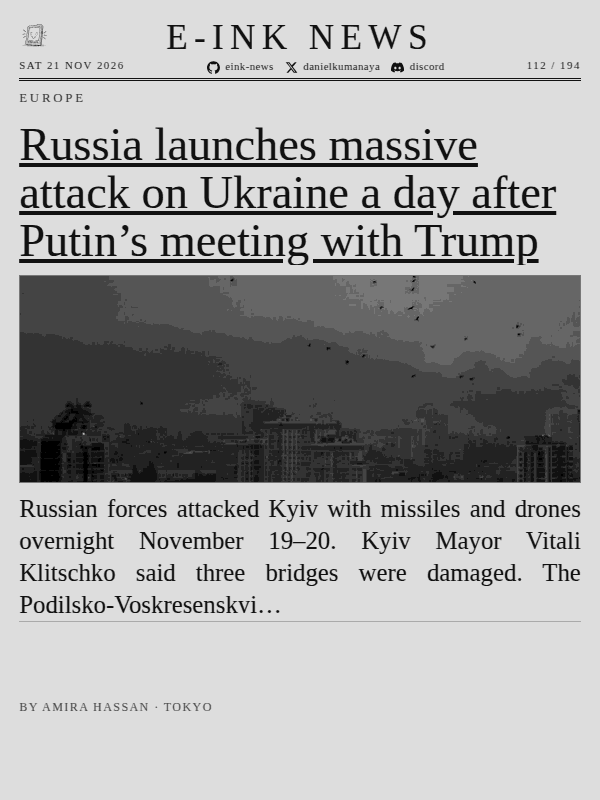 E-INK NEWS
SAT 21 NOV 2026
eink-news
danielkumanaya
discord
112 / 194
EUROPE
Russia launches massive
attack on Ukraine a day after
Putin’s meeting with Trump
Russian forces attacked Kyiv with missiles and drones
overnight November 19–20. Kyiv Mayor Vitali
Klitschko said three bridges were damaged. The
Podilsko-Voskresenskvi…
BY AMIRA HASSAN · TOKYO